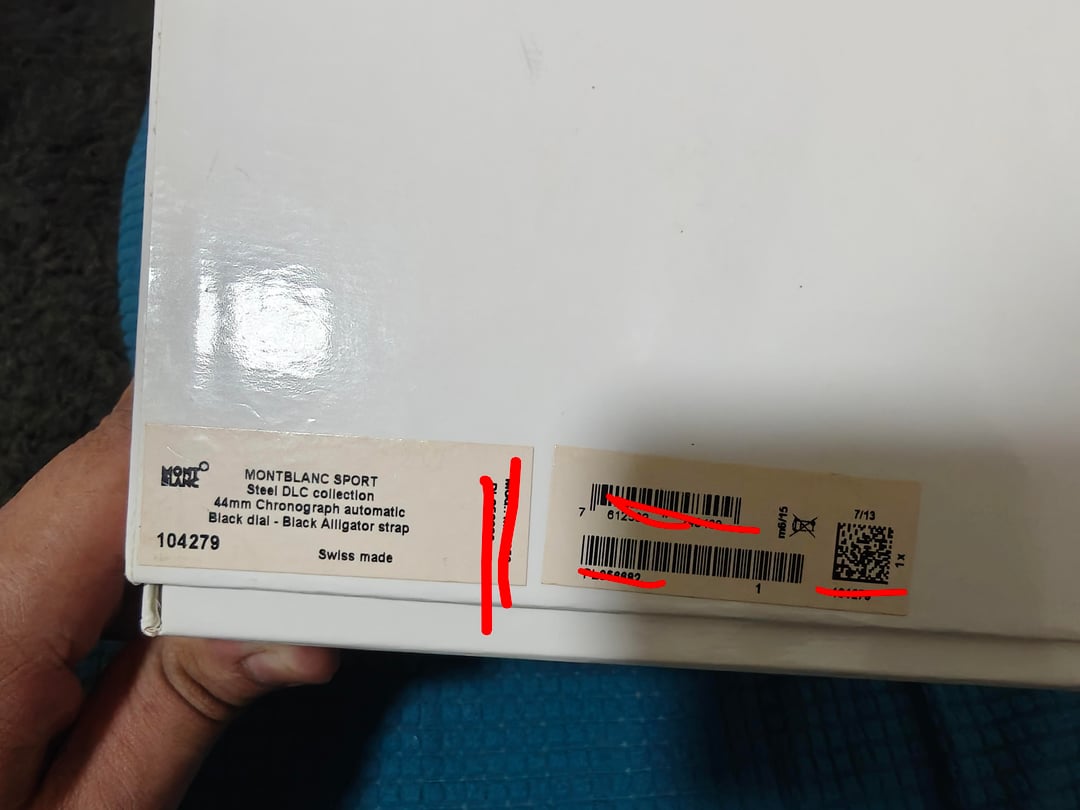 MONT
BLANC
MONTBLANC SPORT
Steel DLC collection
44mm Chronograph automatic
Black dial - Black Alligator strap
104279
Swiss made
7
m6/15
7/13
1x
1